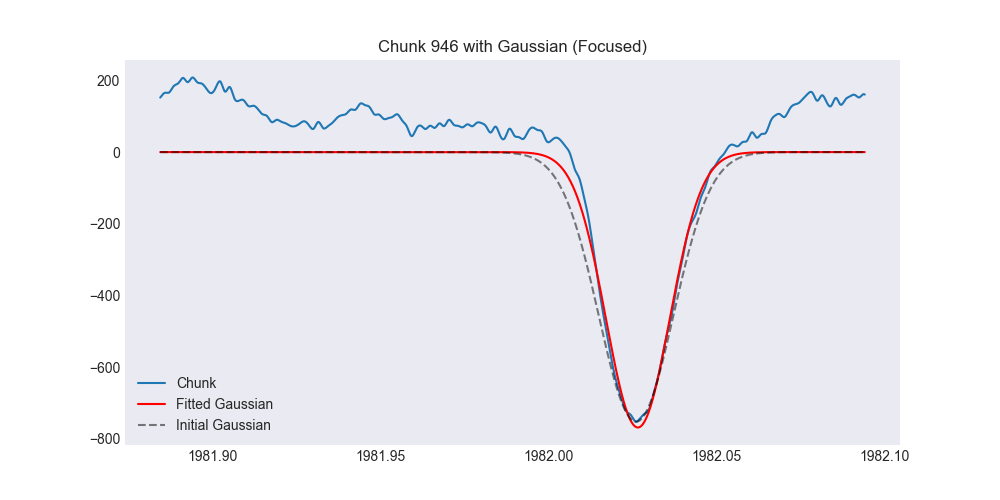 Chunk 946 with Gaussian (Focused)
200
0
−200
−400
−600
−800
Chunk
Fitted Gaussian
Initial Gaussian
1981.90 1981.95 1982.00 1982.05 1982.10